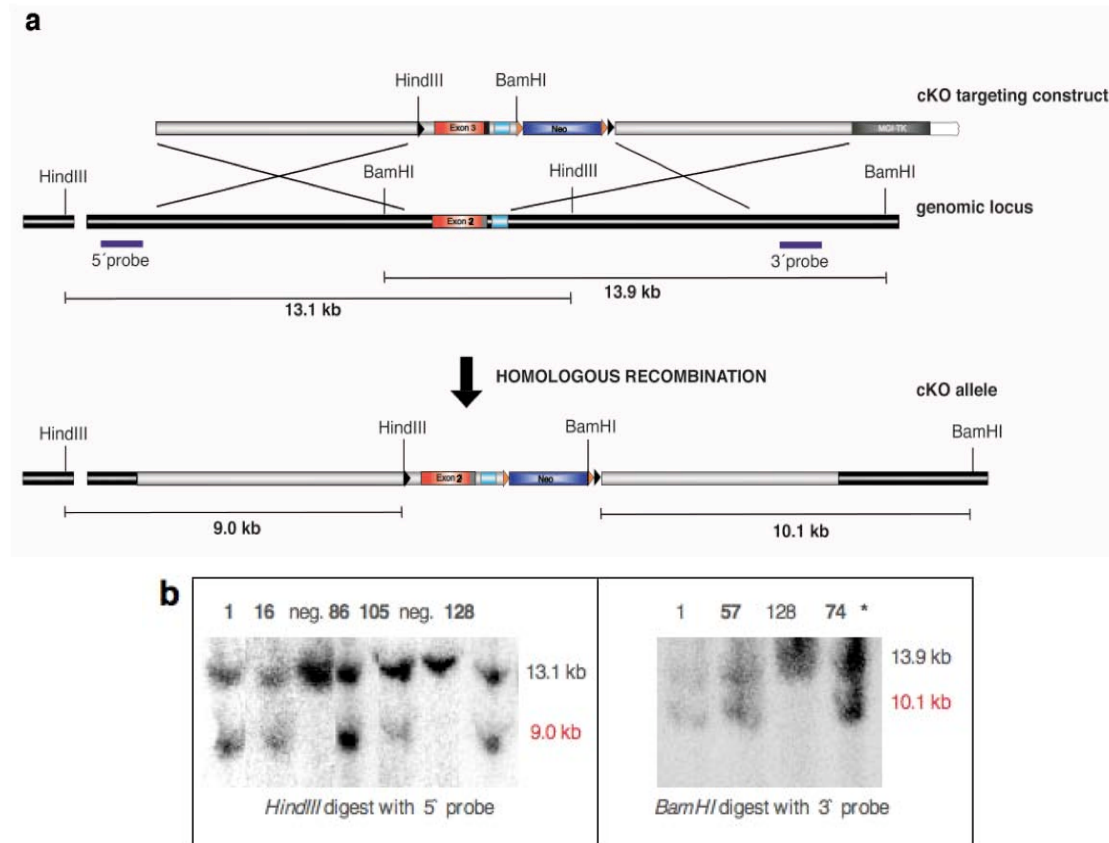 a
HindIII BamHI
cKO targeting construct
Exon 3 Neo MCI-TK
HindIII BamHI HindIII BamHI
genomic locus
Exon 2
5´probe 3´probe
13.9 kb
13.1 kb
HOMOLOGOUS RECOMBINATION
cKO allele
HindIII HindIII BamHI BamHI
Exon 2 Neo
9.0 kb 10.1 kb
b
1 16 neg. 86 105 neg. 128
13.1 kb
9.0 kb
HindIII digest with 5` probe
1 57 128 74 *
13.9 kb
10.1 kb
BamHI digest with 3` probe